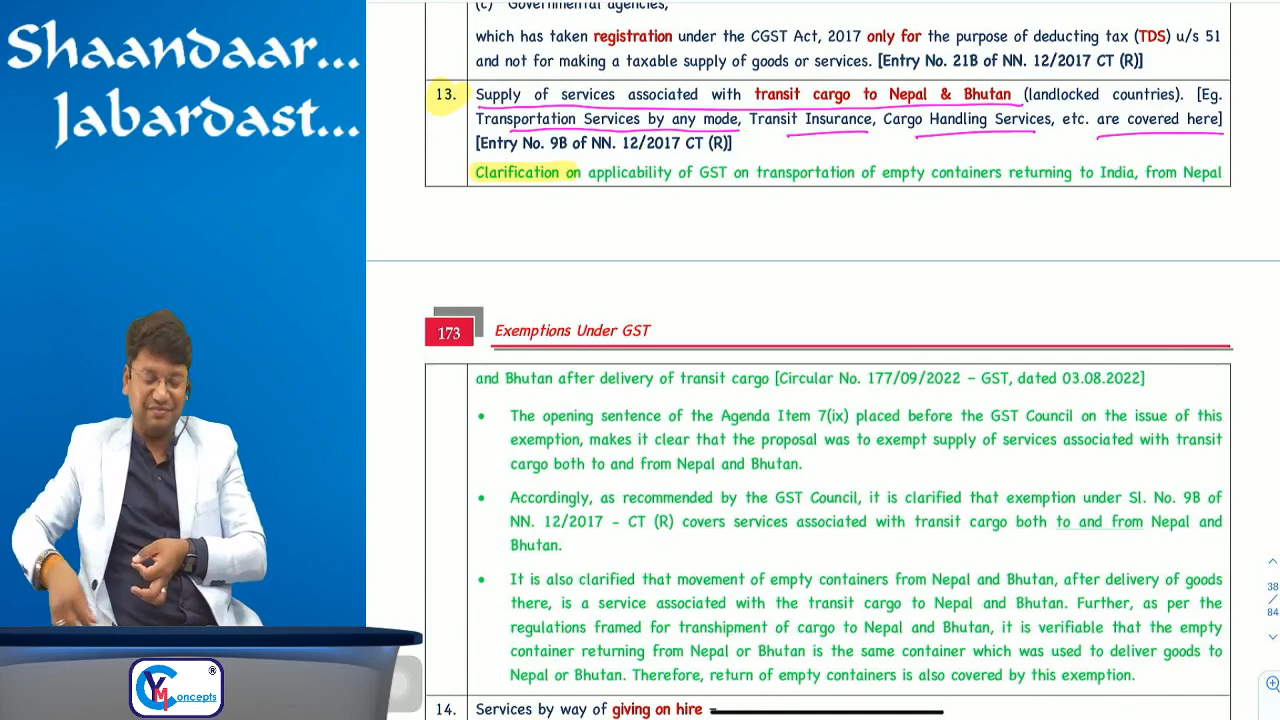 Shaandaar...
Jabardast...
(c) Governmental agencies,
which has taken registration under the CGST Act, 2017 only for the purpose of deducting tax (TDS) u/s 51
and not for making a taxable supply of goods or services. [Entry No. 21B of NN. 12/2017 CT (R)]
13. Supply of services associated with transit cargo to Nepal & Bhutan (landlocked countries). [Eg.
Transportation Services by any mode, Transit Insurance, Cargo Handling Services, etc. are covered here]
[Entry No. 9B of NN. 12/2017 CT (R)]
Clarification on applicability of GST on transportation of empty containers returning to India, from Nepal
173 Exemptions Under GST
and Bhutan after delivery of transit cargo [Circular No. 177/09/2022 – GST, dated 03.08.2022]
• The opening sentence of the Agenda Item 7(ix) placed before the GST Council on the issue of this
exemption, makes it clear that the proposal was to exempt supply of services associated with transit
cargo both to and from Nepal and Bhutan.
• Accordingly, as recommended by the GST Council, it is clarified that exemption under Sl. No. 9B of
NN. 12/2017 - CT (R) covers services associated with transit cargo both to and from Nepal and
Bhutan.
• It is also clarified that movement of empty containers from Nepal and Bhutan, after delivery of goods
there, is a service associated with the transit cargo to Nepal and Bhutan. Further, as per the
regulations framed for transhipment of cargo to Nepal and Bhutan, it is verifiable that the empty
container returning from Nepal or Bhutan is the same container which was used to deliver goods to
Nepal or Bhutan. Therefore, return of empty containers is also covered by this exemption.
14. Services by way of giving on hire –
38
/
84
YM Concepts ®